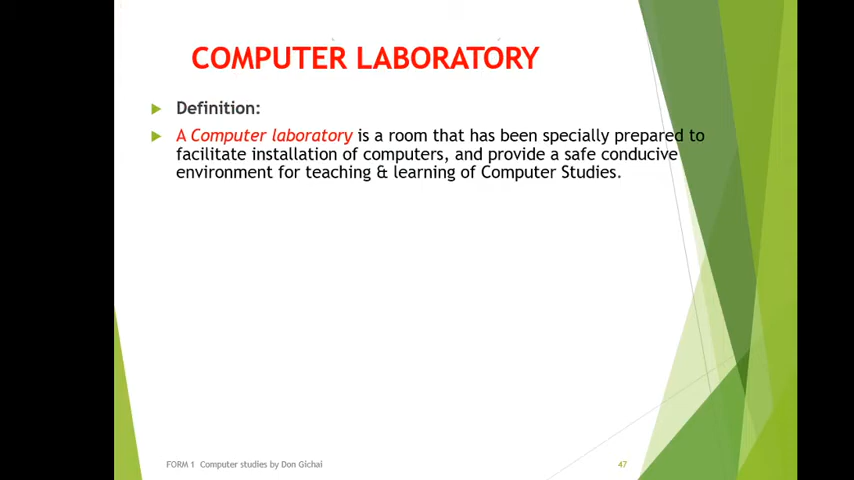 COMPUTER LABORATORY
Definition:
A Computer laboratory is a room that has been specially prepared to
facilitate installation of computers, and provide a safe conducive
environment for teaching & learning of Computer Studies.
FORM 1 Computer studies by Don Gichai
47